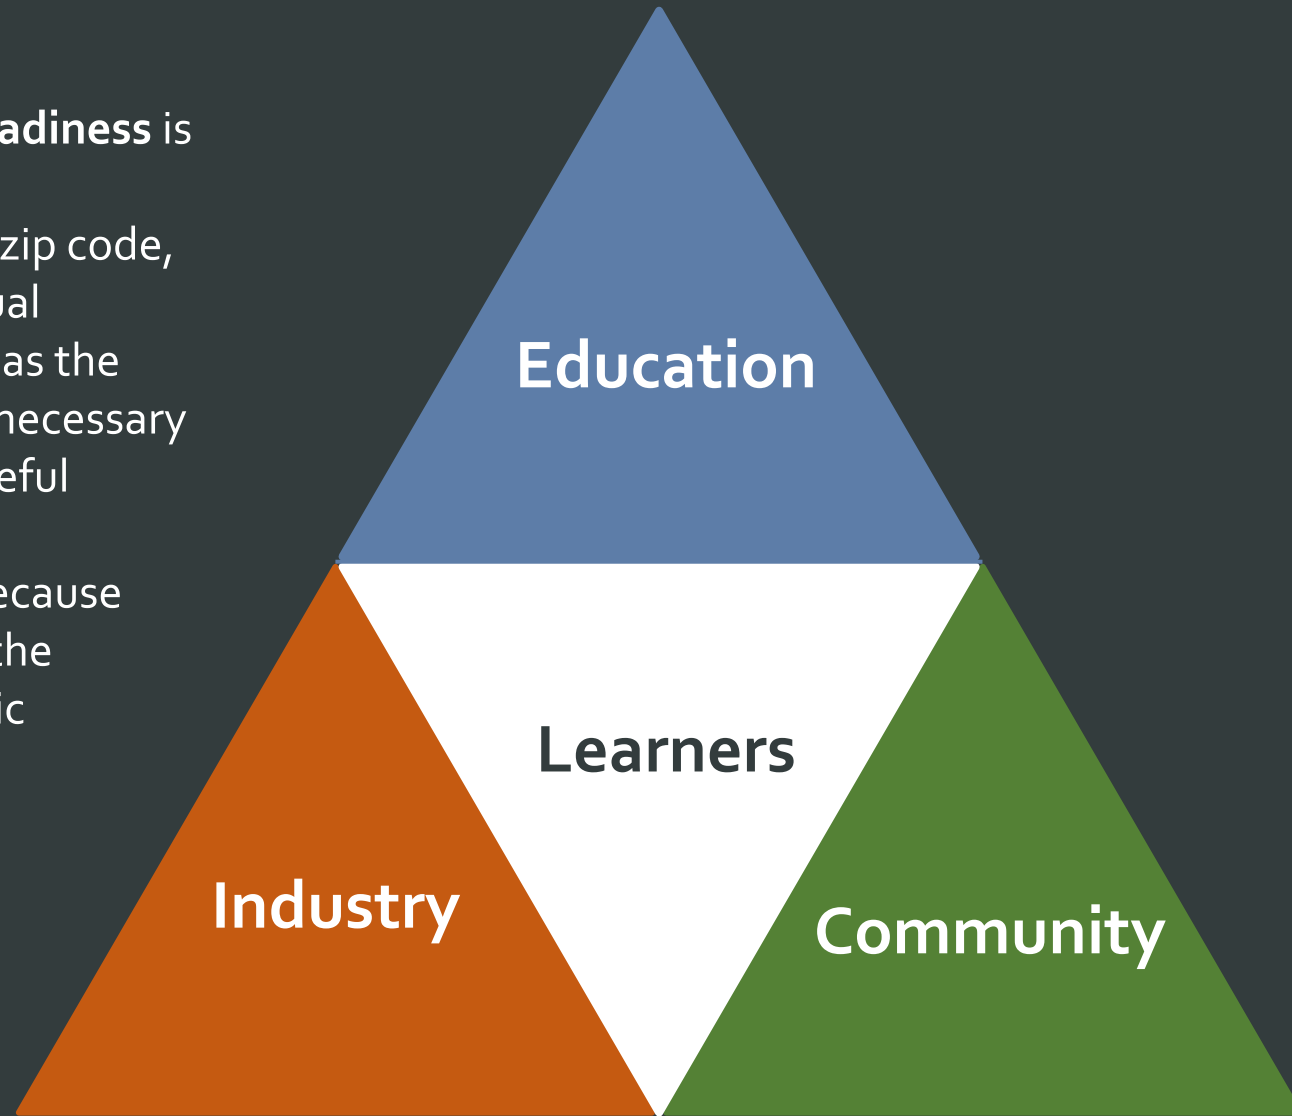 adiness is
zip code,
ual
as the
necessary
eful
ecause
the
ic
Education
Learners
Industry
Community